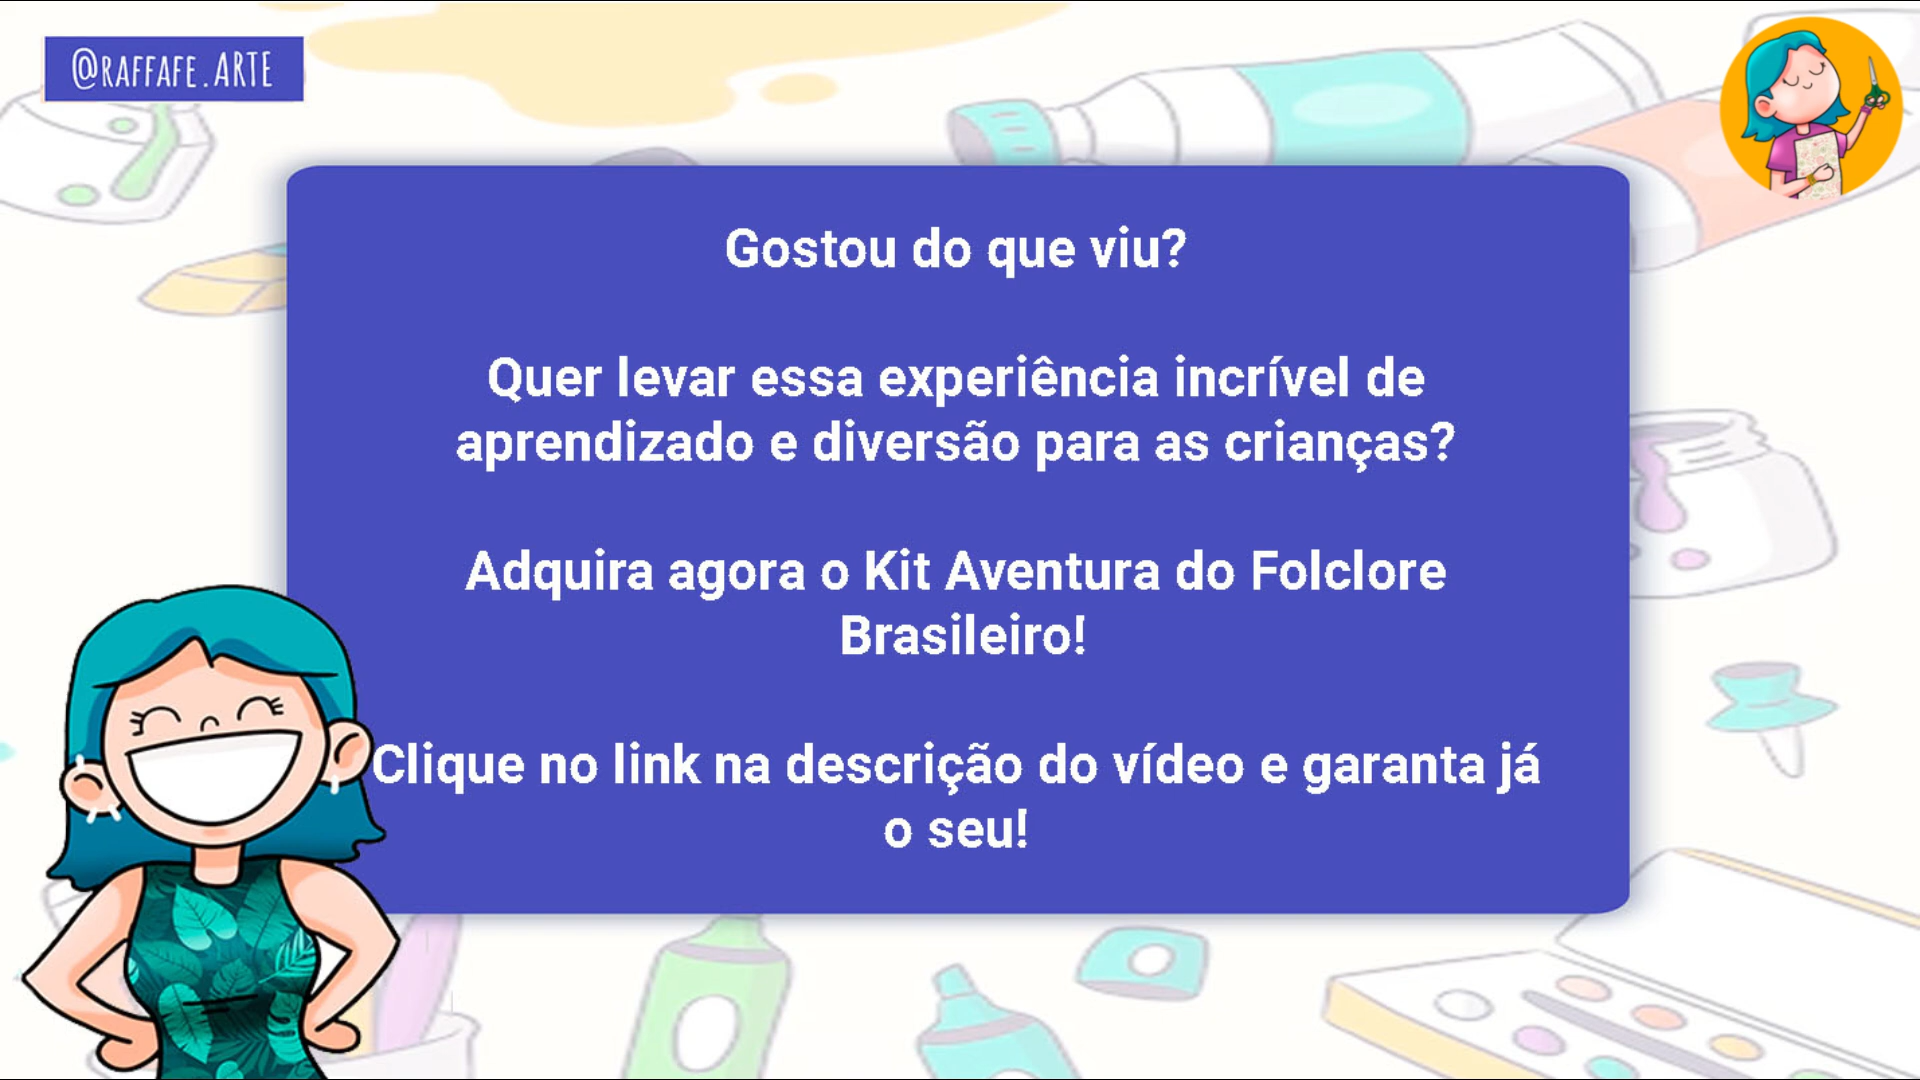 @RAFFAFE.ARTE
Gostou do que viu?
Quer levar essa experiência incrível de
aprendizado e diversão para as crianças?
Adquira agora o Kit Aventura do Folclore
Brasileiro!
Clique no link na descrição do vídeo e garanta já
o seu!